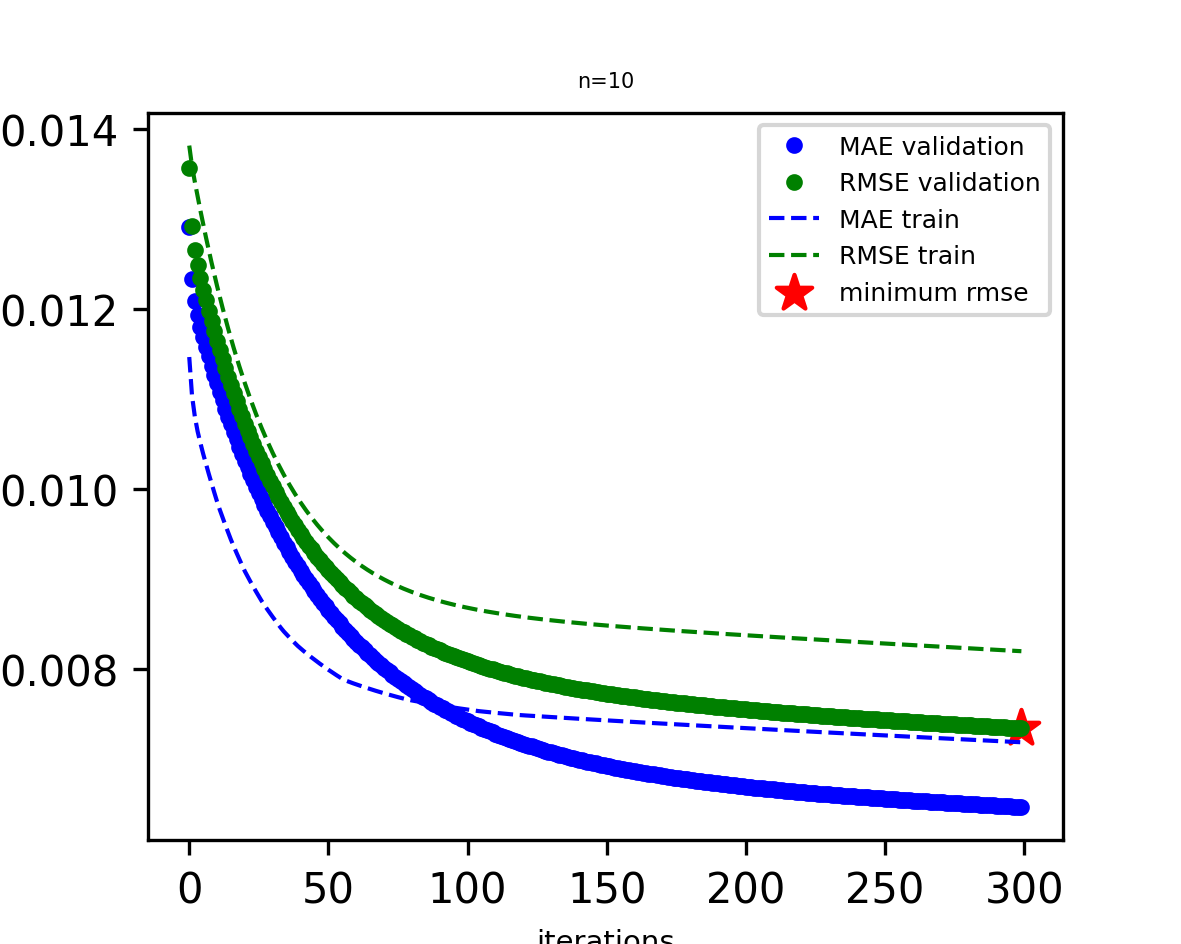 n=10
0.014
0.012
0.010
0.008
MAE validation
RMSE validation
MAE train
RMSE train
minimum rmse
0 50 100 150 200 250 300
iterations